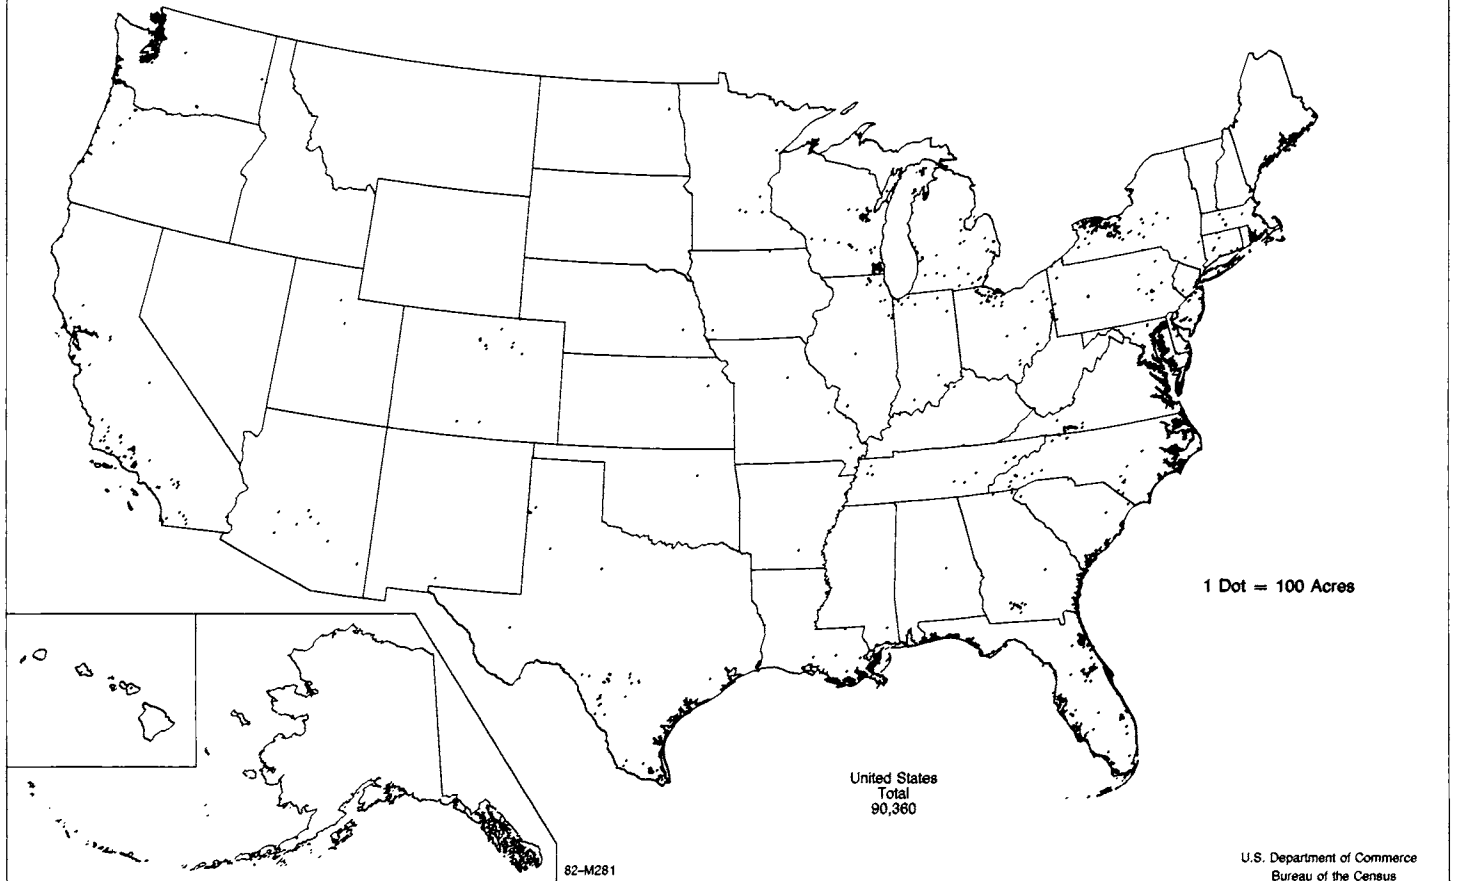 1 Dot = 100 Acres
United States
Total
90,360
82-M281
U.S. Department of Commerce
Bureau of the Census